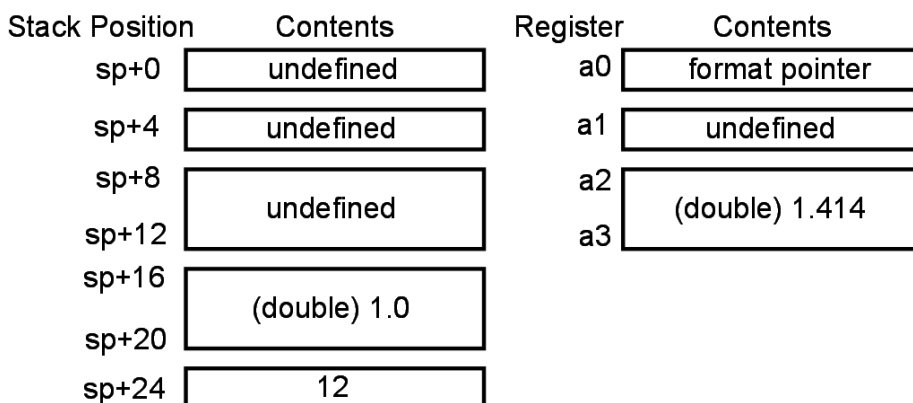 Stack Position Contents Register Contents
sp+0 undefined a0 format pointer
sp+4 undefined a1 undefined
sp+8 a2
undefined (double) 1.414
sp+12 a3
sp+16
(double) 1.0
sp+20
sp+24 12